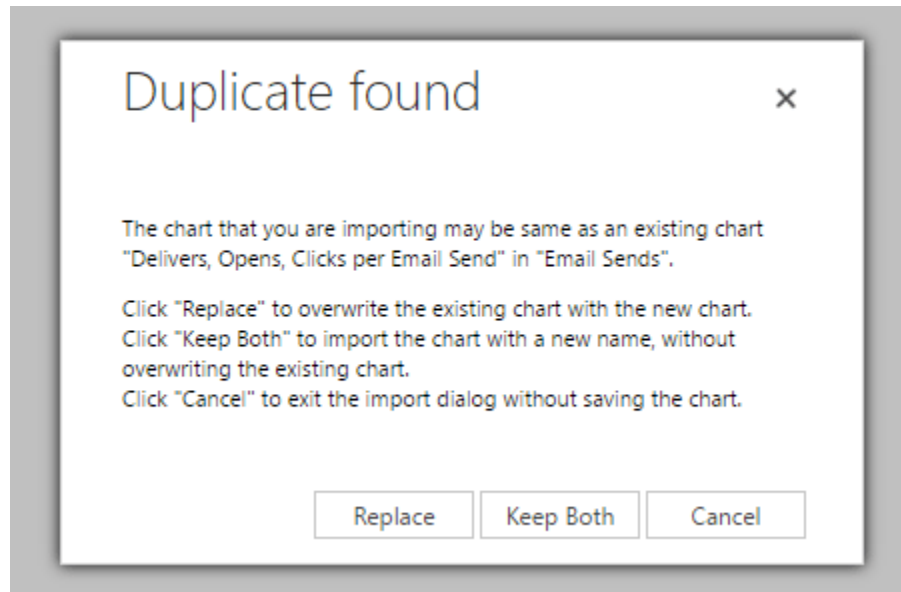 Duplicate found
×
The chart that you are importing may be same as an existing chart
"Delivers, Opens, Clicks per Email Send" in "Email Sends".
Click "Replace" to overwrite the existing chart with the new chart.
Click "Keep Both" to import the chart with a new name, without
overwriting the existing chart.
Click "Cancel" to exit the import dialog without saving the chart.
Replace Keep Both Cancel